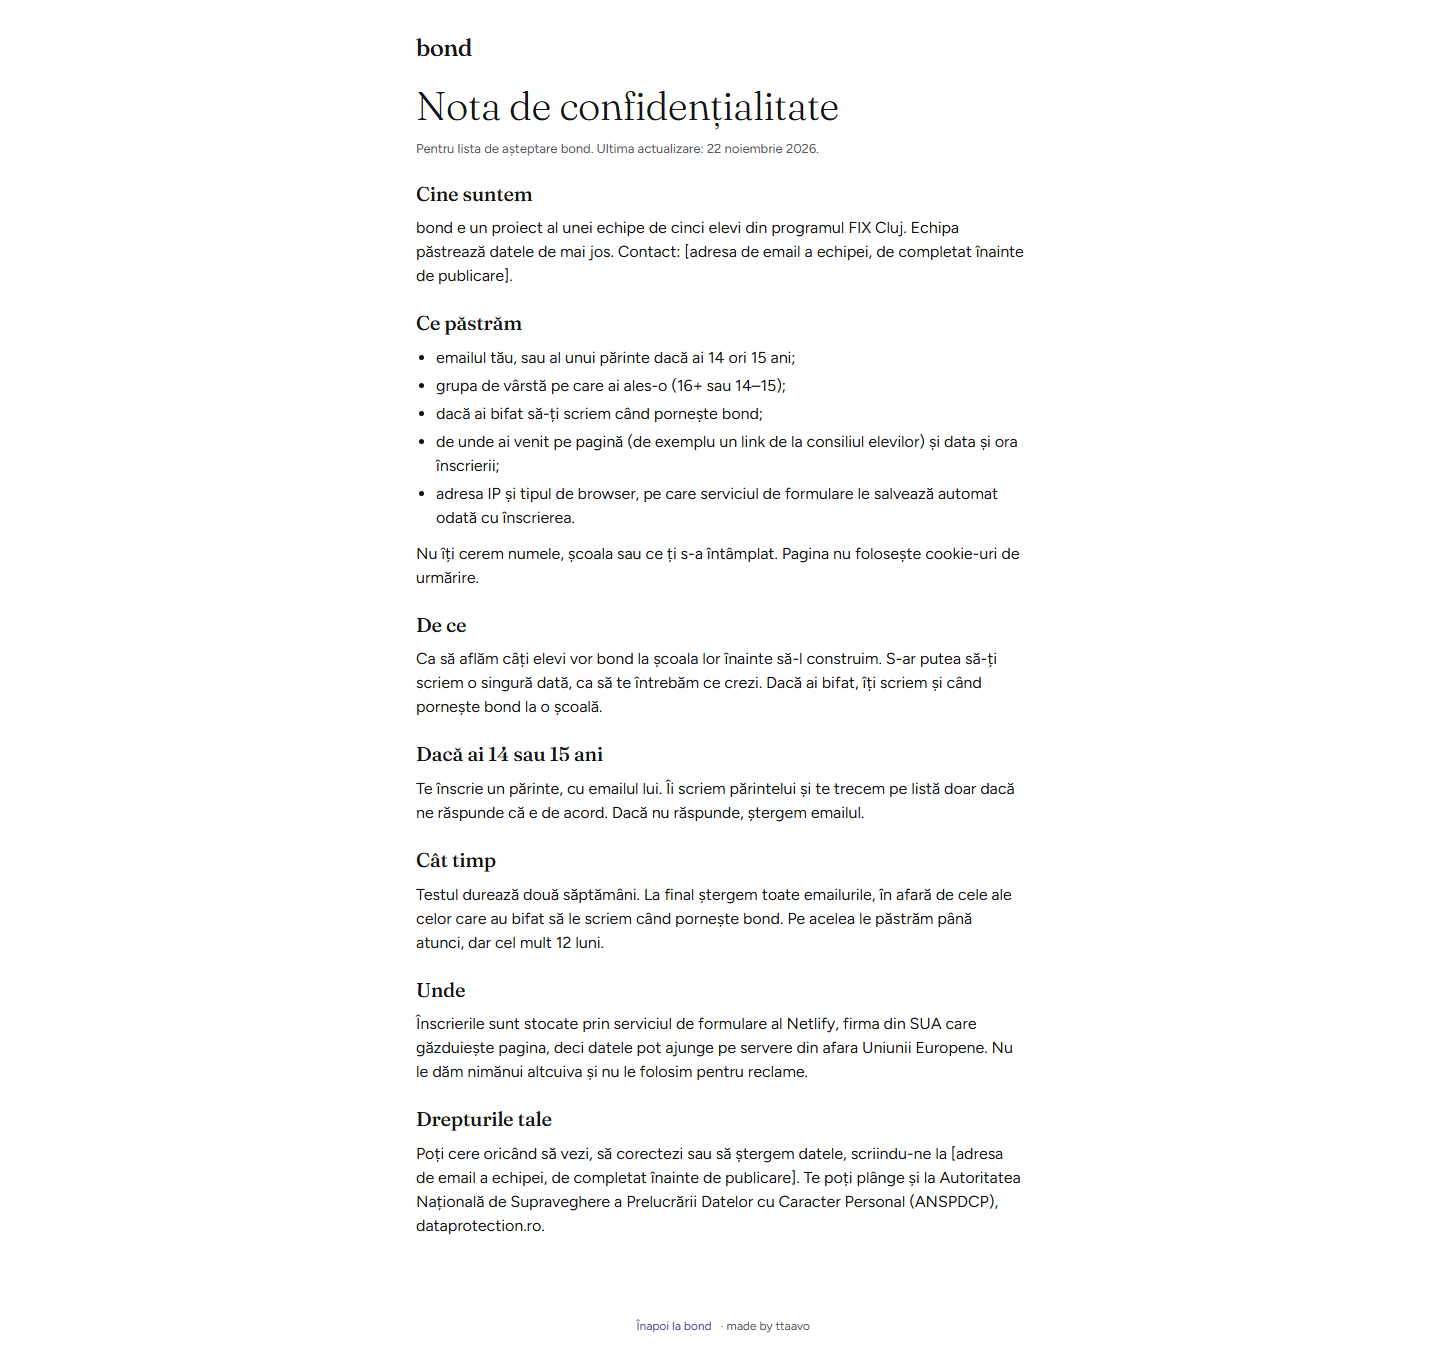 bond
Nota de confidențialitate
Pentru lista de așteptare bond. Ultima actualizare: 22 noiembrie 2026.
Cine suntem
bond e un proiect al unei echipe de cinci elevi din programul FIX Cluj. Echipa
păstrează datele de mai jos. Contact: [adresa de email a echipei, de completat înainte
de publicare].
Ce păstrăm
• emailul tău, sau al unui părinte dacă ai 14 ori 15 ani;
• grupa de vârstă pe care ai ales-o (16+ sau 14–15);
• dacă ai bifat să-ți scriem când pornește bond;
• de unde ai venit pe pagină (de exemplu un link de la consiliul elevilor) și data și ora
înscrierii;
• adresa IP și tipul de browser, pe care serviciul de formulare le salvează automat
odată cu înscrierea.
Nu îți cerem numele, școala sau ce ți s-a întâmplat. Pagina nu folosește cookie-uri de
urmărire.
De ce
Ca să aflăm câți elevi vor bond la școala lor înainte să-l construim. S-ar putea să-ți
scriem o singură dată, ca să te întrebăm ce crezi. Dacă ai bifat, îți scriem și când
pornește bond la o școală.
Dacă ai 14 sau 15 ani
Te înscrie un părinte, cu emailul lui. Îi scriem părintelui și te trecem pe listă doar dacă
ne răspunde că e de acord. Dacă nu răspunde, ștergem emailul.
Cât timp
Testul durează două săptămâni. La final ștergem toate emailurile, în afară de cele ale
celor care au bifat să le scriem când pornește bond. Pe acelea le păstrăm până
atunci, dar cel mult 12 luni.
Unde
Înscrierile sunt stocate prin serviciul de formulare al Netlify, firma din SUA care
găzduiește pagina, deci datele pot ajunge pe servere din afara Uniunii Europene. Nu
le dăm nimănui altcuiva și nu le folosim pentru reclame.
Drepturile tale
Poți cere oricând să vezi, să corectezi sau să ștergem datele, scriindu-ne la [adresa
de email a echipei, de completat înainte de publicare]. Te poți plânge și la Autoritatea
Națională de Supraveghere a Prelucrării Datelor cu Caracter Personal (ANSPDCP),
dataprotection.ro.
Înapoi la bond · made by ttaavo